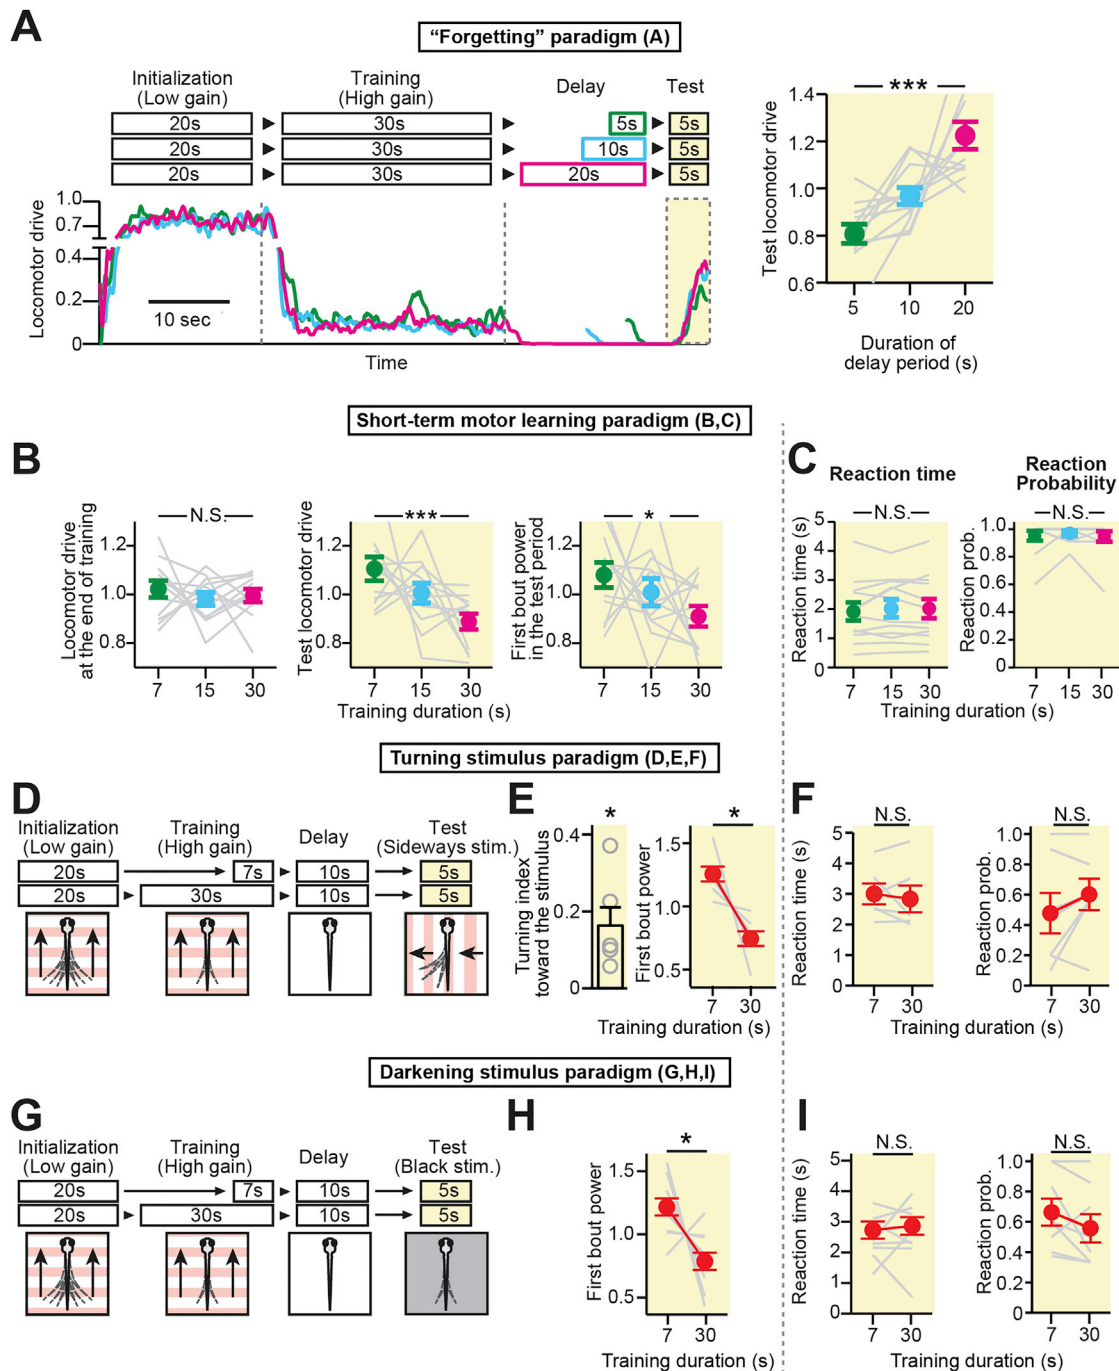 A
“Forgetting” paradigm (A)
Initialization
(Low gain)
Training
(High gain)
Delay
Test
20s
30s
5s
5s
20s
30s
10s
5s
20s
30s
20s
5s
Locomotor drive
1.0
0.7
0.4
0.2
0
10 sec
Time
***
Test locomotor drive
1.4
1.2
1.0
0.8
0.6
5
10
20
Duration of
delay period (s)
Short-term motor learning paradigm (B,C)
B
N.S.
Locomotor drive
at the end of training
1.2
1.0
0.8
7
15
30
***
Test locomotor drive
1.2
1.0
0.8
7
15
30
Training duration (s)
*
First bout power
in the test period
1.2
1.0
0.8
7
15
30
C
Reaction time
N.S.
Reaction time (s)
5
4
3
2
1
0
7
15
30
Reaction
Probability
N.S.
Reaction prob.
1.0
0.8
0.6
0.4
0.2
0
7
15
30
Training duration (s)
Turning stimulus paradigm (D,E,F)
D
Initialization
(Low gain)
Training
(High gain)
Delay
Test
(Sideways stim.)
20s
7s
10s
5s
20s
30s
10s
5s
E
*
Turning index
toward the stimulus
0.4
0.2
0
*
First bout power
1.5
1.0
0.5
7
30
Training duration (s)
F
N.S.
Reaction time (s)
5
4
3
2
1
0
7
30
N.S.
Reaction prob.
1.0
0.8
0.6
0.4
0.2
0
7
30
Training duration (s)
Darkening stimulus paradigm (G,H,I)
G
Initialization
(Low gain)
Training
(High gain)
Delay
Test
(Black stim.)
20s
7s
10s
5s
20s
30s
10s
5s
H
*
First bout power
1.5
1.0
0.5
7
30
Training duration (s)
I
N.S.
Reaction time (s)
5
4
3
2
1
0
7
30
N.S.
Reaction prob.
1.0
0.8
0.6
0.4
0.2
0
7
30
Training duration (s)